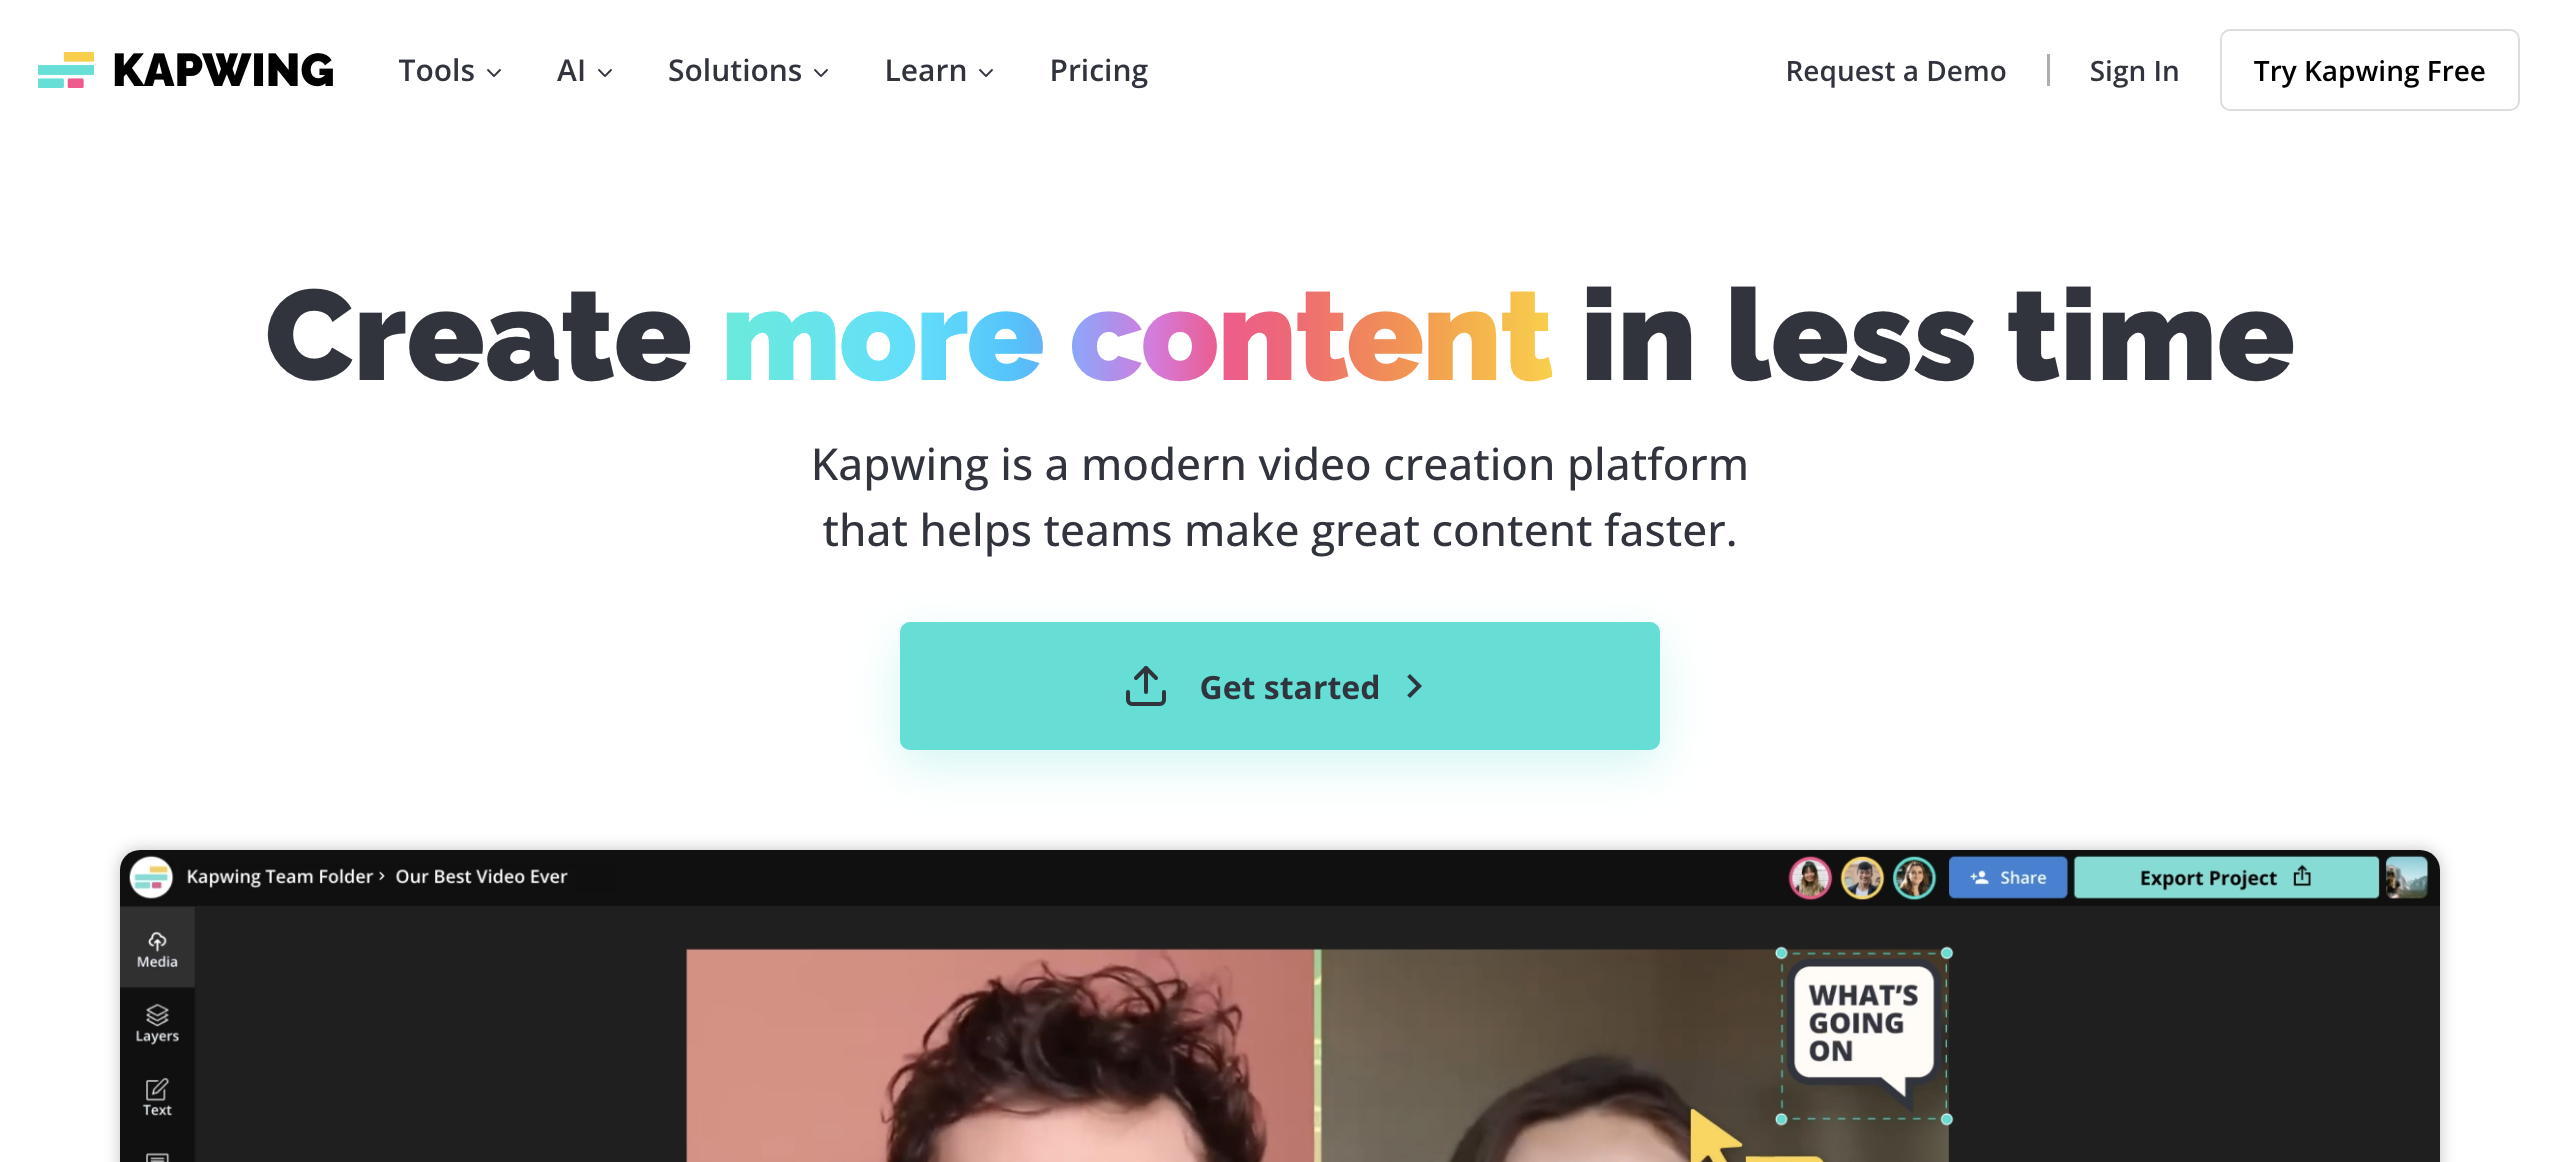 KAPWING
Tools
AI
Solutions
Learn
Pricing
Request a Demo
Sign In
Try Kapwing Free
Create more content in less time
Kapwing is a modern video creation platform
that helps teams make great content faster.
Get started
Kapwing Team Folder › Our Best Video Ever
Share
Export Project
Media
Layers
Text
WHAT'S
GOING
ON